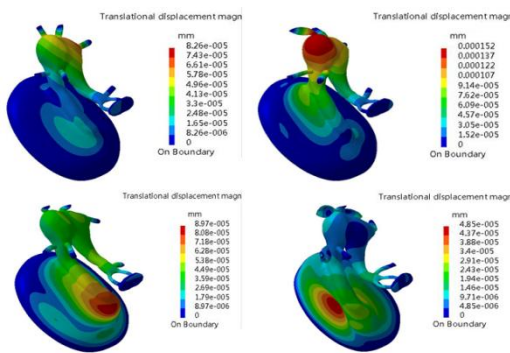 Translational displacement magn
mm
8.26e-005
7.43e-005
6.61e-005
5.78e-005
4.96e-005
4.13e-005
3.3e-005
2.48e-005
1.65e-005
8.26e-006
0
On Boundary
Translational displacement magn
mm
0.000152
0.000137
0.000122
0.000107
9.14e-005
7.62e-005
6.09e-005
4.57e-005
3.05e-005
1.52e-005
0
On Boundary
Translational displacement magn
mm
8.97e-005
8.08e-005
7.18e-005
6.28e-005
5.38e-005
4.49e-005
3.59e-005
2.69e-005
1.79e-005
8.97e-006
0
On Boundary
Translational displacement magn
mm
4.85e-005
4.37e-005
3.88e-005
3.4e-005
2.91e-005
2.43e-005
1.94e-005
1.46e-005
9.71e-006
4.85e-006
0
On Boundary